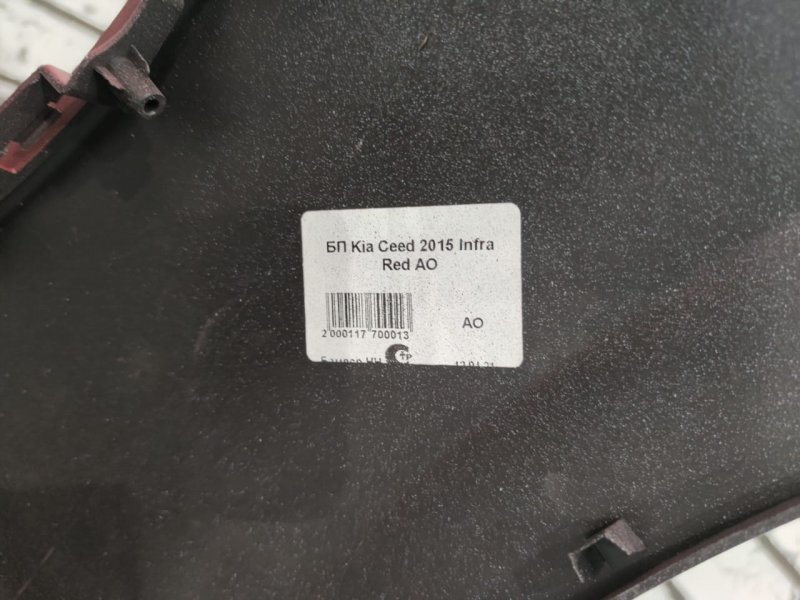 БП Kia Ceed 2015 Infra
Red AO
AO
2 000117 700013